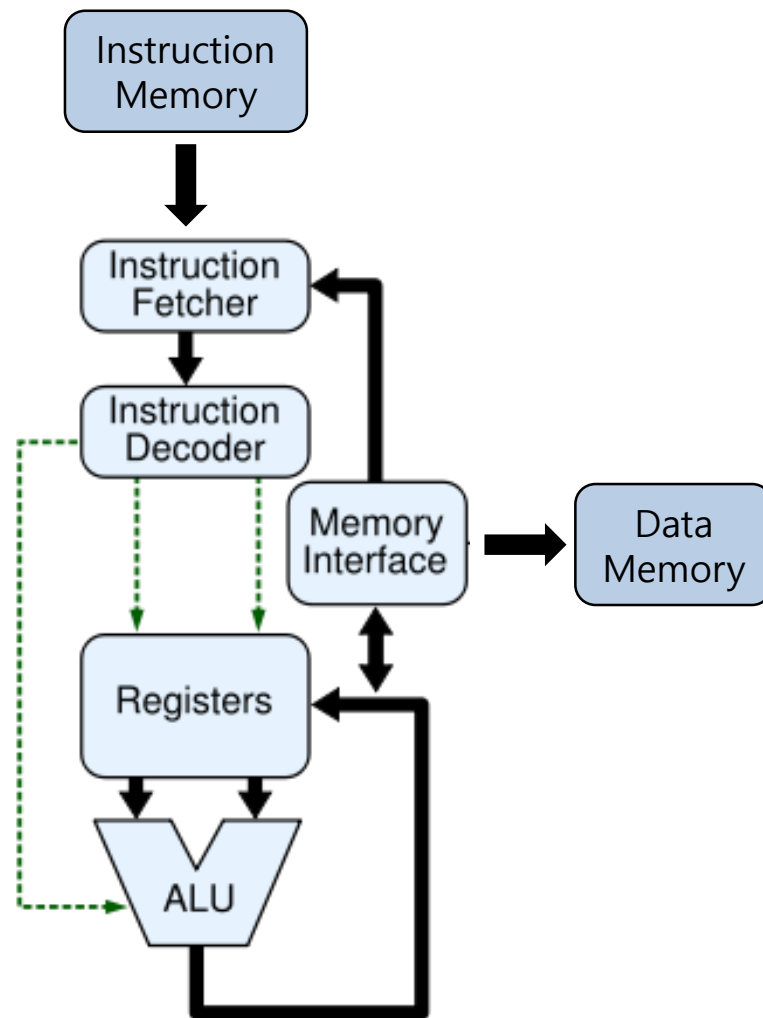 Instruction
Memory
Instruction
Fetcher
Instruction
Decoder
Memory
Interface
Data
Memory
Registers
ALU